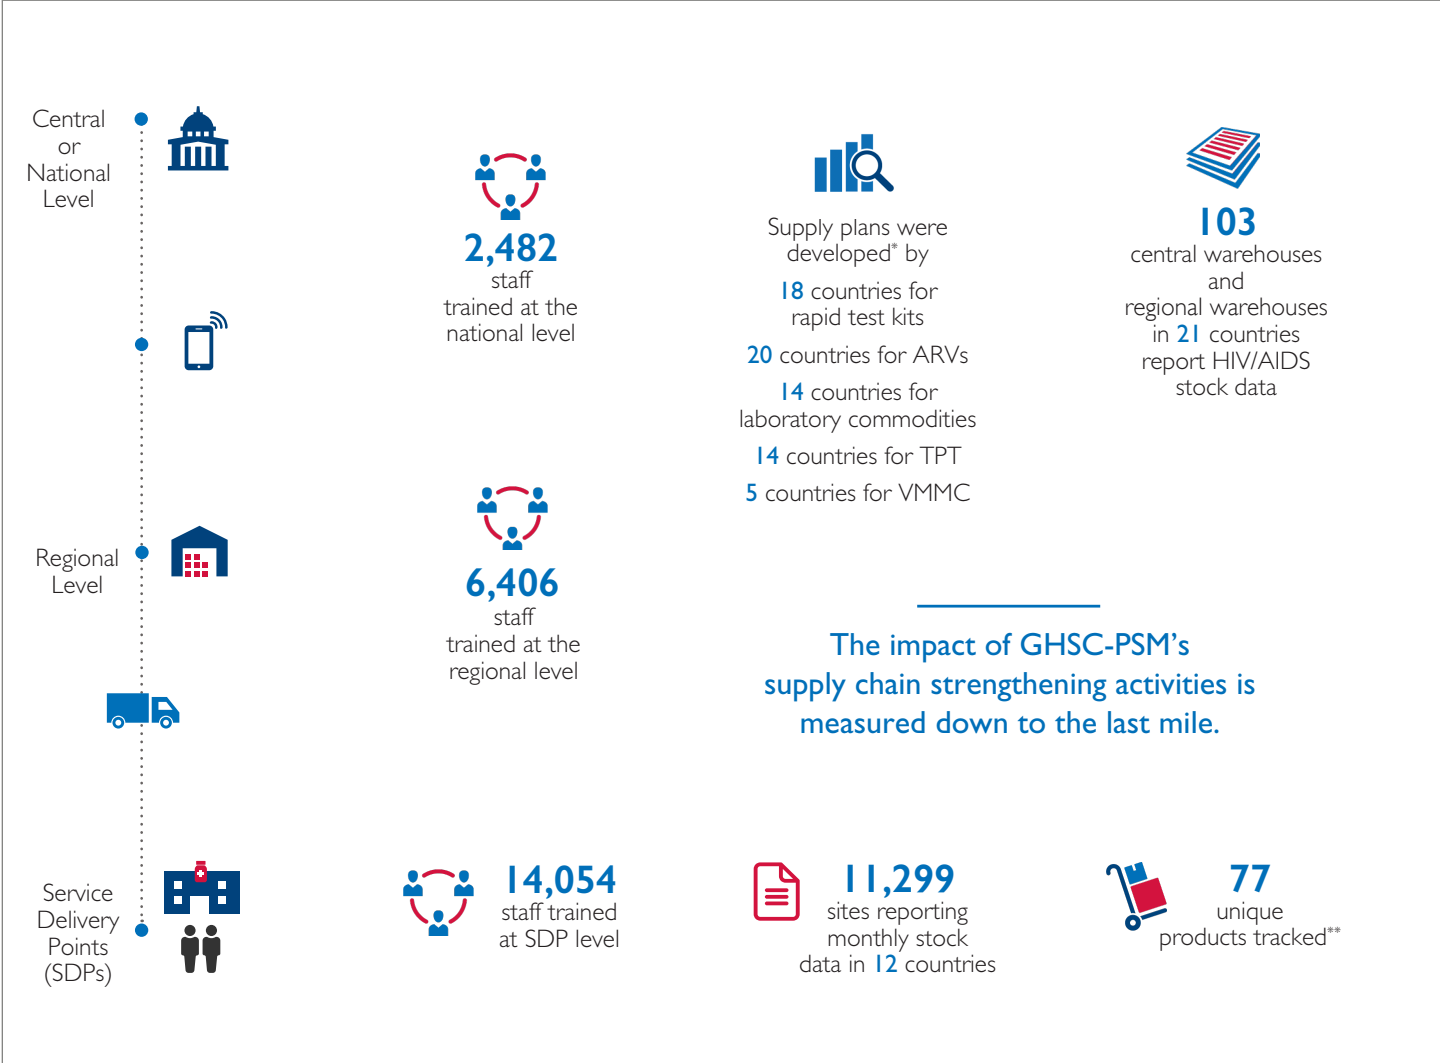 Central
or
National
Level
2,482
staff
trained at the
national level
Supply plans were
developed* by
18 countries for
rapid test kits
20 countries for ARVs
14 countries for
laboratory commodities
14 countries for TPT
5 countries for VMMC
103
central warehouses
and
regional warehouses
in 21 countries
report HIV/AIDS
stock data
Regional
Level
6,406
staff
trained at the
regional level
The impact of GHSC-PSM’s
supply chain strengthening activities is
measured down to the last mile.
Service
Delivery
Points
(SDPs)
14,054
staff trained
at SDP level
11,299
sites reporting
monthly stock
data in 12 countries
77
unique
products tracked**